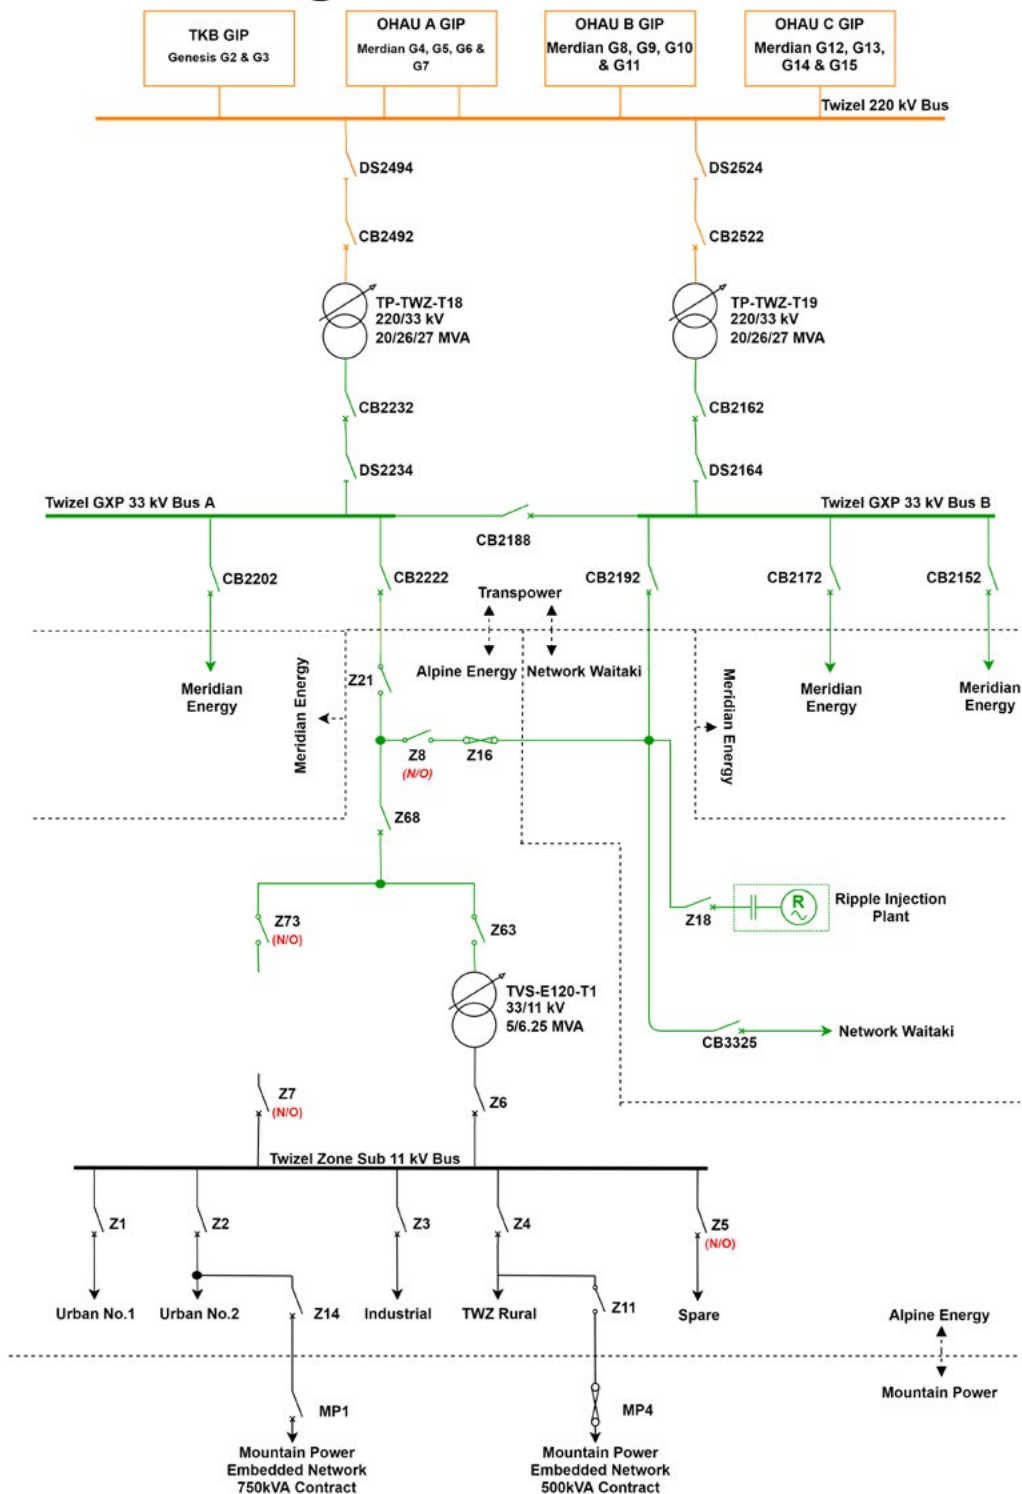 TKB GIP
Genesis G2 & G3
OHAU A GIP
Merdian G4, G5, G6 &
G7
OHAU B GIP
Merdian G8, G9, G10
& G11
OHAU C GIP
Merdian G12, G13,
G14 & G15
Twizel 220 kV Bus
DS2494
DS2524
CB2492
CB2522
TP-TWZ-T18
220/33 kV
20/26/27 MVA
TP-TWZ-T19
220/33 kV
20/26/27 MVA
CB2232
CB2162
DS2234
DS2164
Twizel GXP 33 kV Bus A
Twizel GXP 33 kV Bus B
CB2188
CB2202
CB2222
CB2192
CB2172
CB2152
Transpower
Alpine Energy
Network Waitaki
Meridian
Energy
Meridian Energy
Z21
Meridian Energy
Meridian
Energy
Meridian
Energy
Z8
(N/O)
Z16
Z68
Z73
(N/O)
Z63
Z18
R
Ripple Injection
Plant
TVS-E120-T1
33/11 kV
5/6.25 MVA
CB3325
Network Waitaki
Z7
(N/O)
Z6
Twizel Zone Sub 11 kV Bus
Z1
Z2
Z3
Z4
Z5
(N/O)
Urban No.1
Urban No.2
Z14
Industrial
TWZ Rural
Z11
Spare
Alpine Energy
Mountain Power
MP1
MP4
Mountain Power
Embedded Network
750kVA Contract
Mountain Power
Embedded Network
500kVA Contract